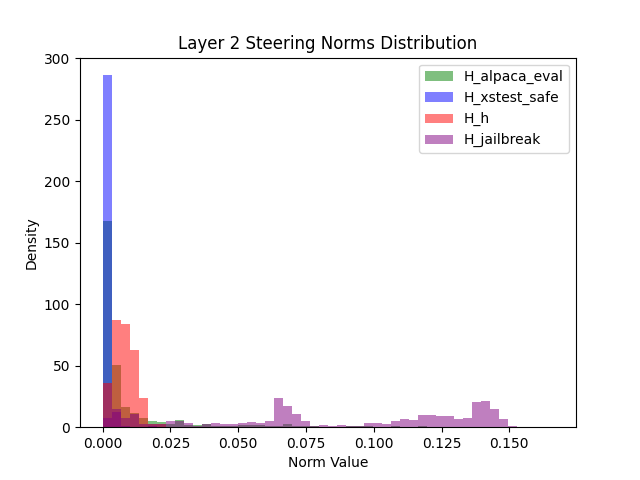 Layer 2 Steering Norms Distribution
H_alpaca_eval
H_xstest_safe
H_h
H_jailbreak
Density
300
250
200
150
100
50
0
0.000 0.025 0.050 0.075 0.100 0.125 0.150
Norm Value